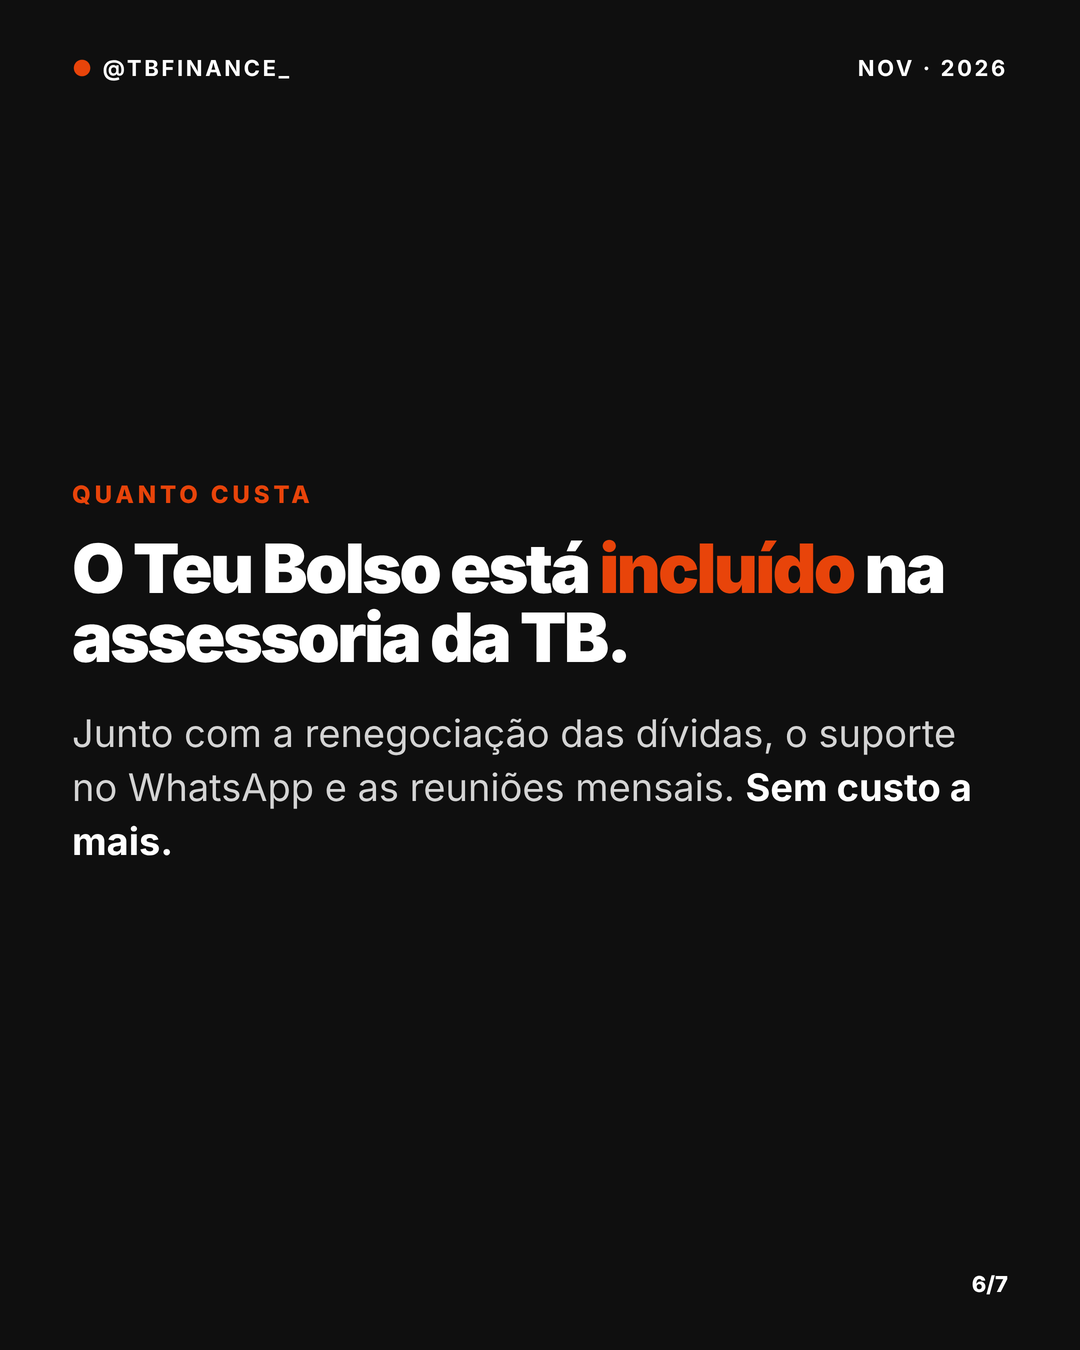 @TBFINANCE_
NOV · 2026
QUANTO CUSTA
O Teu Bolso está incluído na
assessoria da TB.
Junto com a renegociação das dívidas, o suporte
no WhatsApp e as reuniões mensais. Sem custo a
mais.
6/7